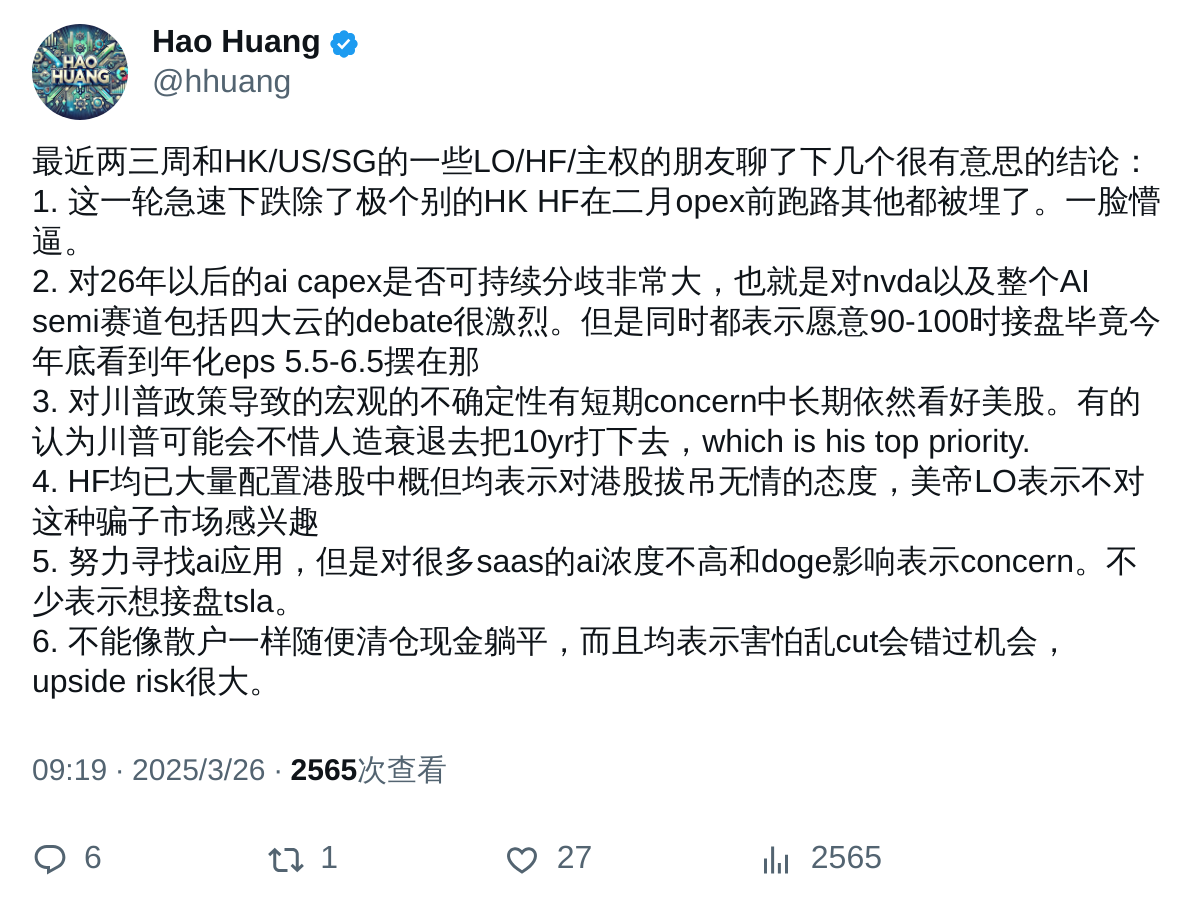 HAO
HUANG
Hao Huang
@hhuang
最近两三周和HK/US/SG的一些LO/HF/主权的朋友聊了下几个很有意思的结论：
1. 这一轮急速下跌除了极个别的HK HF在二月opex前跑路其他都被埋了。一脸懵
逼。
2. 对26年以后的ai capex是否可持续分歧非常大，也就是对nvda以及整个AI
semi赛道包括四大云的debate很激烈。但是同时都表示愿意90-100时接盘毕竟今
年底看到年化eps 5.5-6.5摆在那
3. 对川普政策导致的宏观的不确定性有短期concern中长期依然看好美股。有的
认为川普可能会不惜人造衰退去把10yr打下去，which is his top priority.
4. HF均已大量配置港股中概但均表示对港股拔吊无情的态度，美帝LO表示不对
这种骗子市场感兴趣
5. 努力寻找ai应用，但是对很多saas的ai浓度不高和doge影响表示concern。不
少表示想接盘tsla。
6. 不能像散户一样随便清仓现金躺平，而且均表示害怕乱cut会错过机会，
upside risk很大。
09:19 · 2025/3/26 · 2565次查看
6 1 27 2565